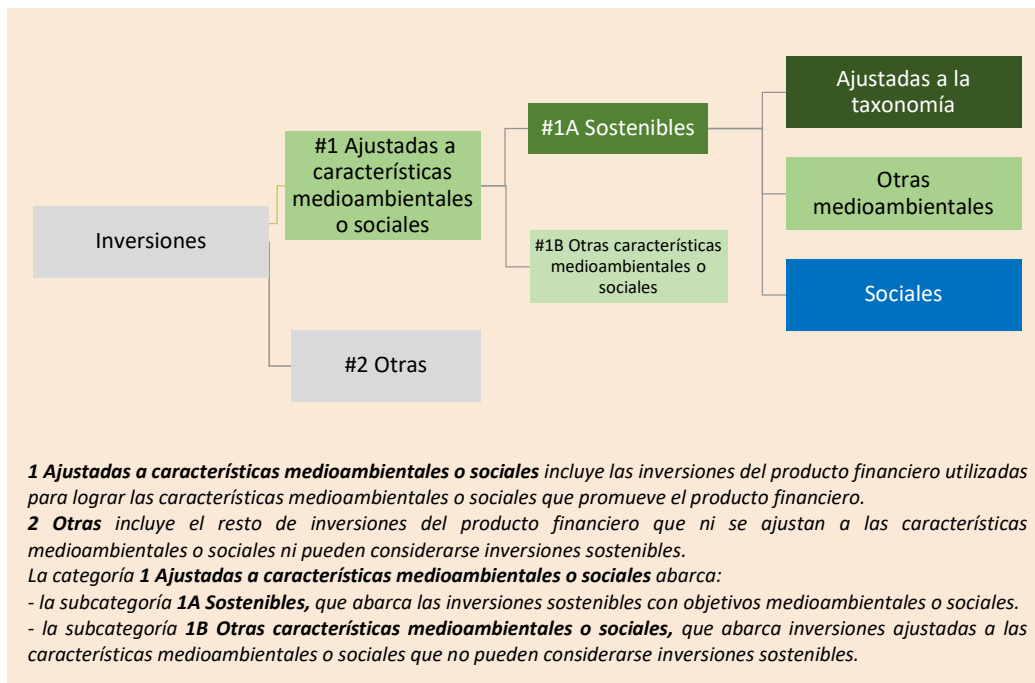 Ajustadas a la
taxonomía
#1A Sostenibles
#1 Ajustadas a
características
medioambientales
o sociales
Otras
medioambientales
Inversiones
#1B Otras características
medioambientales o
sociales
Sociales
#2 Otras
1 Ajustadas a características medioambientales o sociales incluye las inversiones del producto financiero utilizadas
para lograr las características medioambientales o sociales que promueve el producto financiero.
2 Otras incluye el resto de inversiones del producto financiero que ni se ajustan a las características
medioambientales o sociales ni pueden considerarse inversiones sostenibles.
La categoría 1 Ajustadas a características medioambientales o sociales abarca:
- la subcategoría 1A Sostenibles, que abarca las inversiones sostenibles con objetivos medioambientales o sociales.
- la subcategoría 1B Otras características medioambientales o sociales, que abarca inversiones ajustadas a las
características medioambientales o sociales que no pueden considerarse inversiones sostenibles.